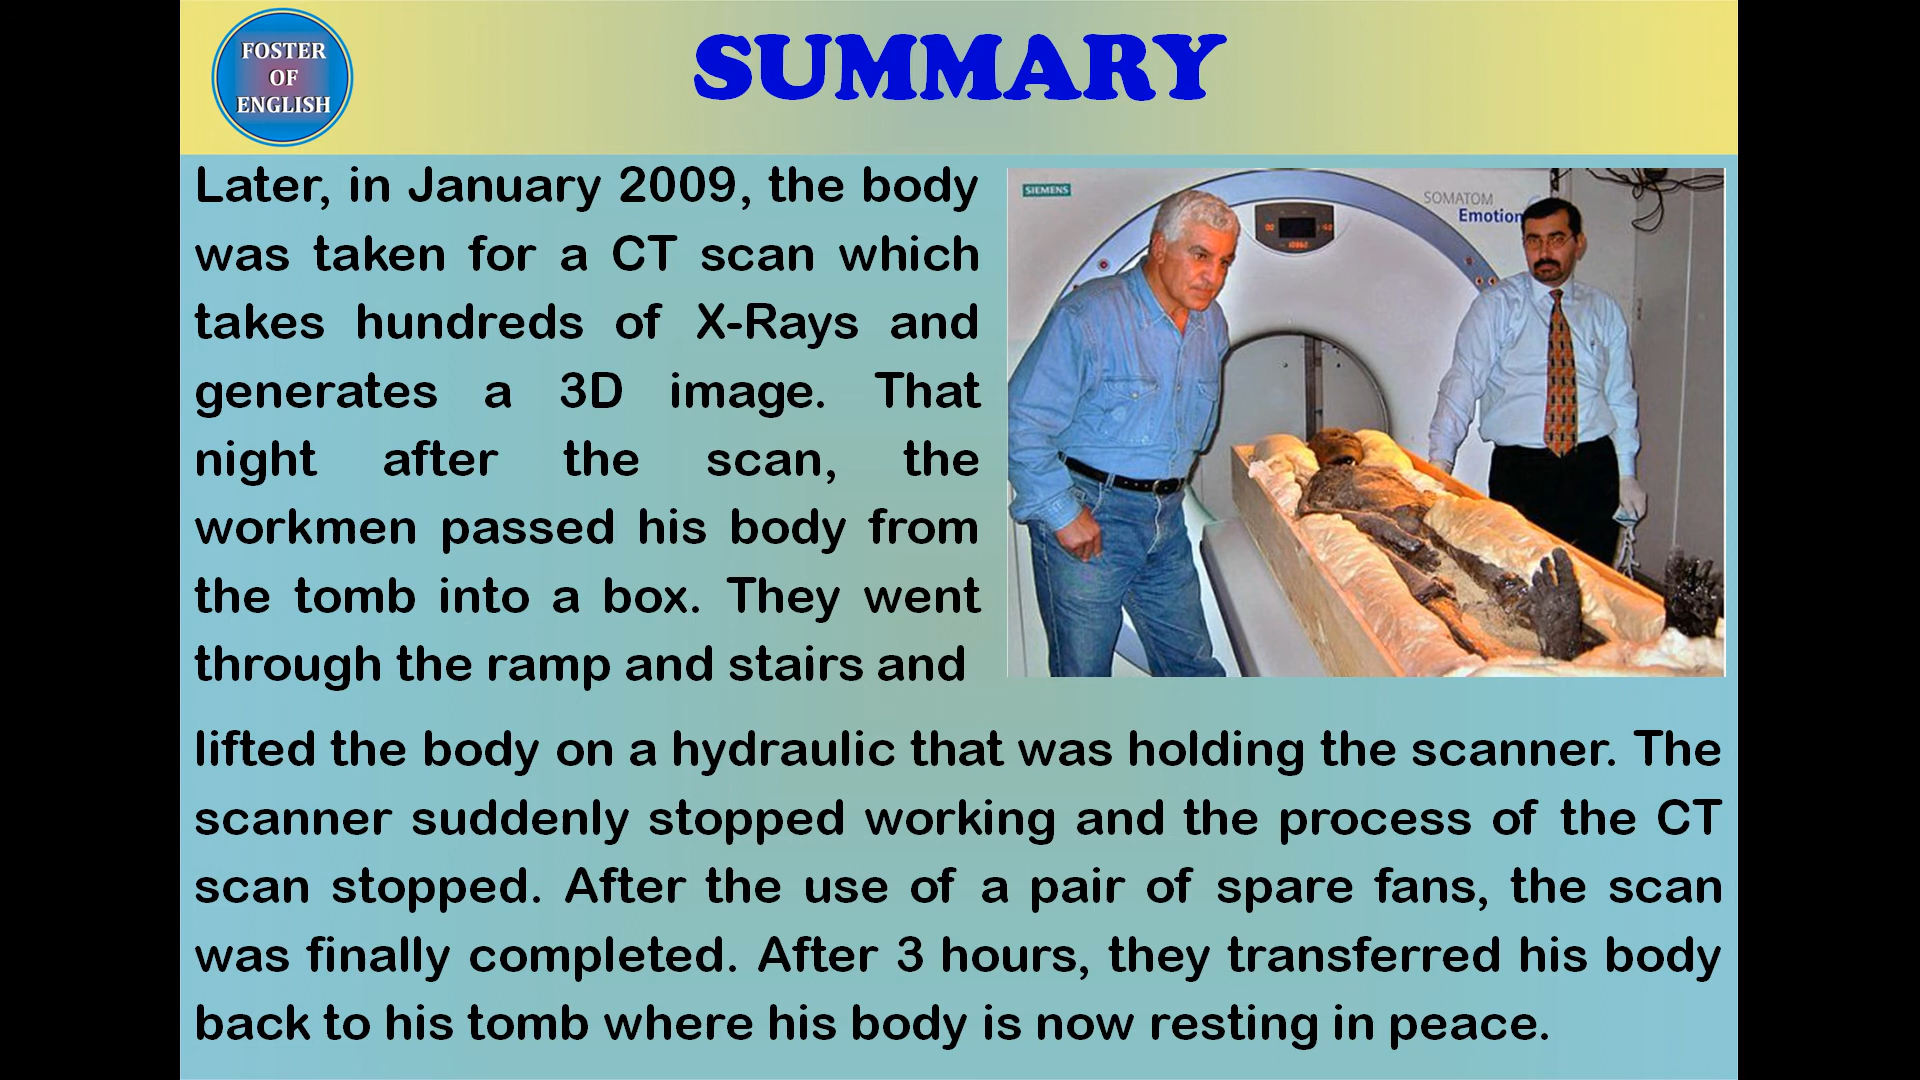 FOSTER
OF
ENGLISH
SUMMARY
Later, in January 2009, the body
was taken for a CT scan which
takes hundreds of X-Rays and
generates a 3D image. That
night after the scan, the
workmen passed his body from
the tomb into a box. They went
through the ramp and stairs and
SIEMENS
SOMATOM
Emotion
lifted the body on a hydraulic that was holding the scanner. The
scanner suddenly stopped working and the process of the CT
scan stopped. After the use of a pair of spare fans, the scan
was finally completed. After 3 hours, they transferred his body
back to his tomb where his body is now resting in peace.